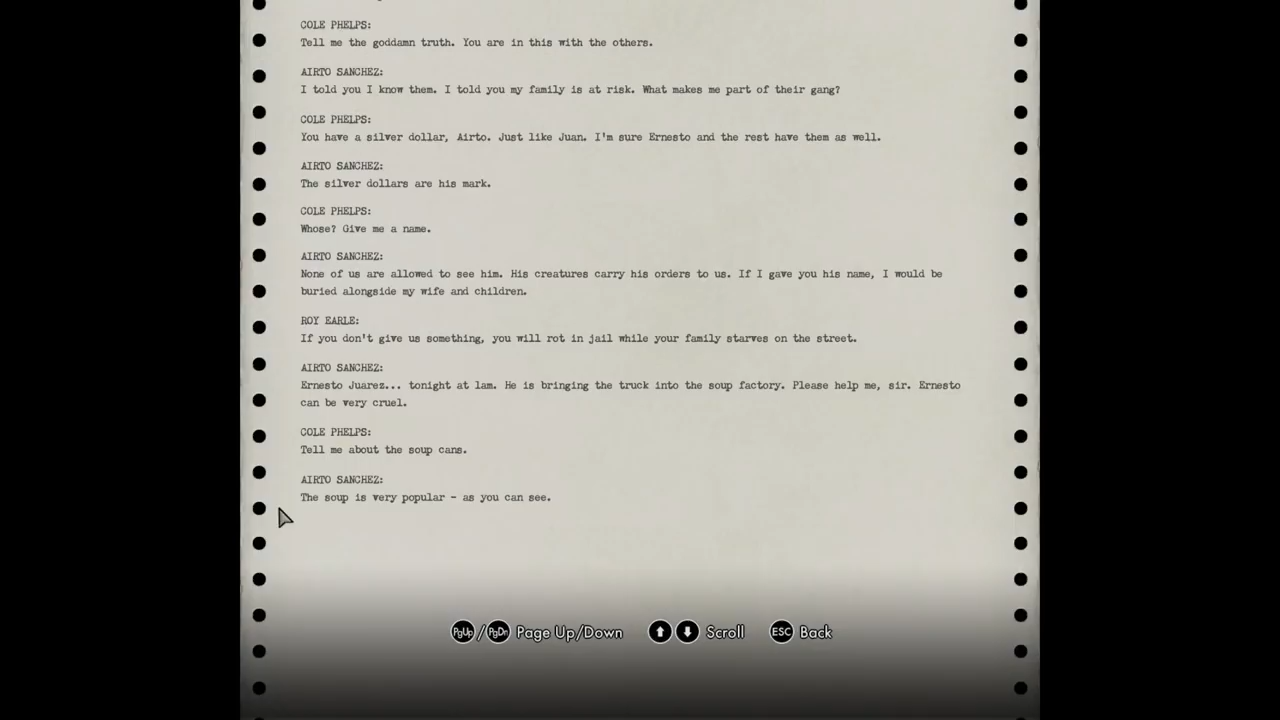 COLE PHELPS:
Tell me the goddamn truth. You are in this with the others.
AIRTO SANCHEZ:
I told you I know them. I told you my family is at risk. What makes me part of their gang?
COLE PHELPS:
You have a silver dollar, Airto. Just like Juan. I'm sure Ernesto and the rest have them as well.
AIRTO SANCHEZ:
The silver dollars are his mark.
COLE PHELPS:
Whose? Give me a name.
AIRTO SANCHEZ:
None of us are allowed to see him. His creatures carry his orders to us. If I gave you his name, I would be
buried alongside my wife and children.
ROY EARLE:
If you don't give us something, you will rot in jail while your family starves on the street.
AIRTO SANCHEZ:
Ernesto Juarez... tonight at 1am. He is bringing the truck into the soup factory. Please help me, sir. Ernesto
can be very cruel.
COLE PHELPS:
Tell me about the soup cans.
AIRTO SANCHEZ:
The soup is very popular - as you can see.
PgUp/PgDn Page Up/Down Scroll ESC Back